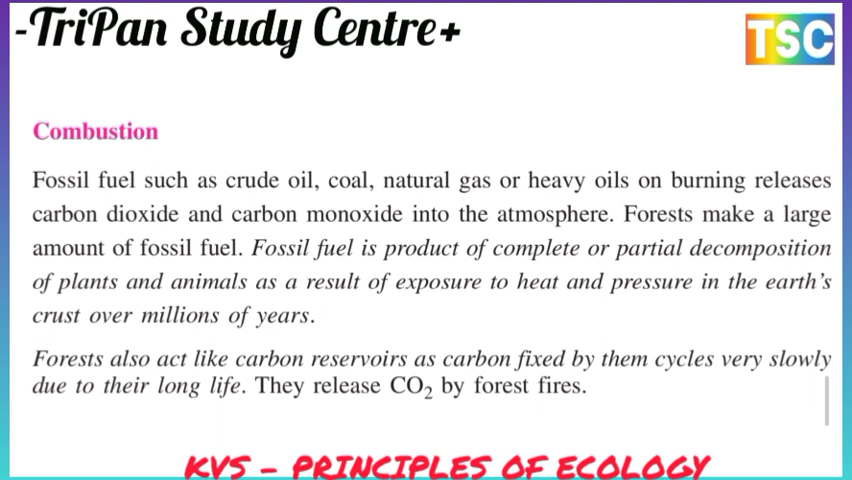 -TriPan Study Centre+
TSC
Combustion
Fossil fuel such as crude oil, coal, natural gas or heavy oils on burning releases
carbon dioxide and carbon monoxide into the atmosphere. Forests make a large
amount of fossil fuel. Fossil fuel is product of complete or partial decomposition
of plants and animals as a result of exposure to heat and pressure in the earth's
crust over millions of years.
Forests also act like carbon reservoirs as carbon fixed by them cycles very slowly
due to their long life. They release CO₂ by forest fires.
KVS - PRINCIPLES OF ECOLOGY